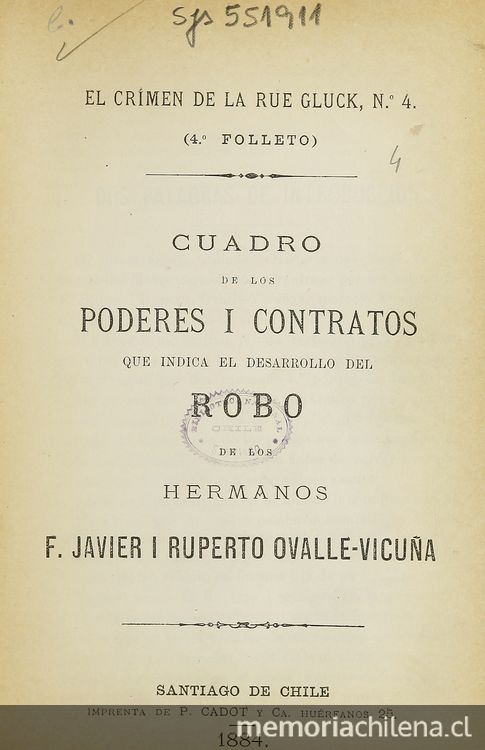 sys 551911
EL CRÍMEN DE LA RUE GLUCK, N.º 4.
(4.º FOLLETO)
4
CUADRO
DE LOS
PODERES I CONTRATOS
QUE INDICA EL DESARROLLO DEL
ROBO
CHILE
DE LOS
HERMANOS
F. JAVIER I RUPERTO OVALLE-VICUÑA
SANTIAGO DE CHILE
IMPRENTA DE P. CADOT Y CA. HUÉRFANOS 25.
1884.
memoriachilena.cl